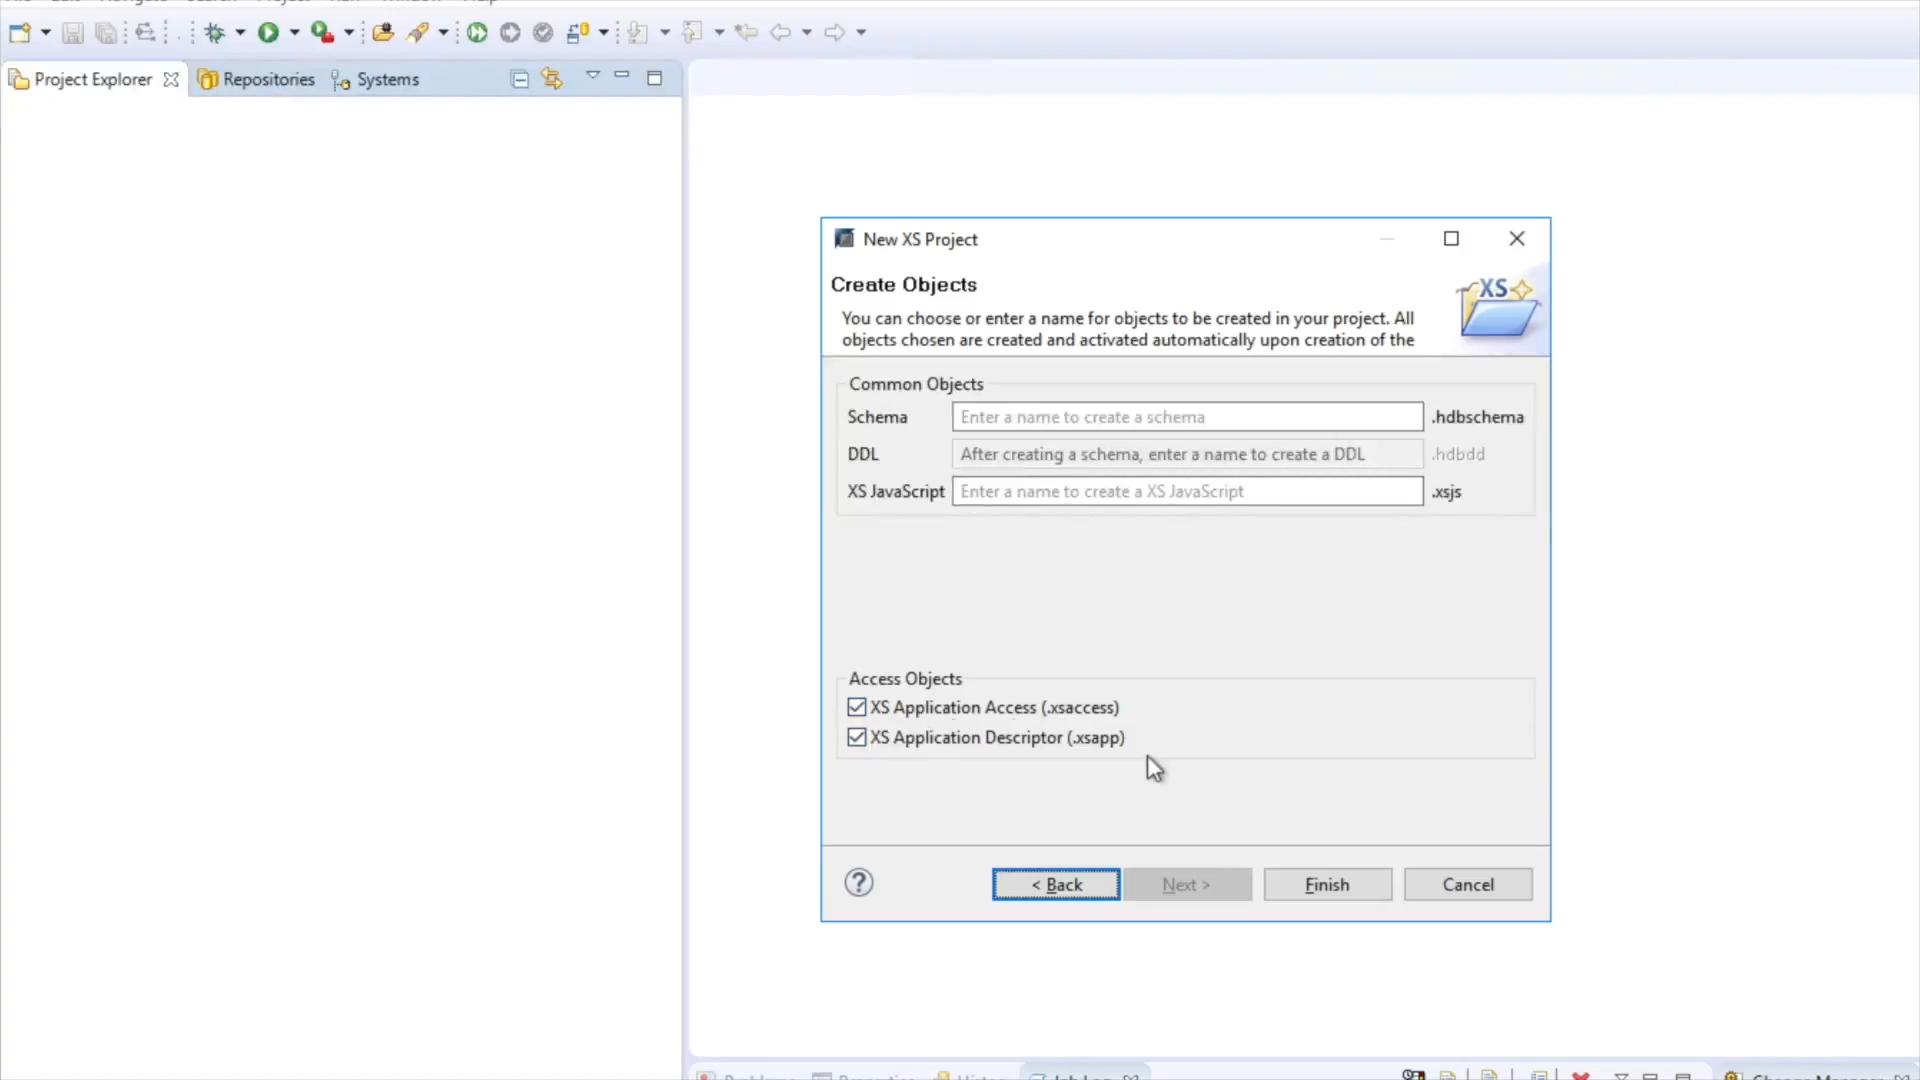 Project Explorer Repositories Systems
New XS Project
Create Objects
You can choose or enter a name for objects to be created in your project. All
objects chosen are created and activated automatically upon creation of the
XS
Common Objects
Schema Enter a name to create a schema .hdbschema
DDL After creating a schema, enter a name to create a DDL .hdbdd
XS JavaScript Enter a name to create a XS JavaScript .xsjs
Access Objects
XS Application Access (.xsaccess)
XS Application Descriptor (.xsapp)
? < Back Next > Finish Cancel